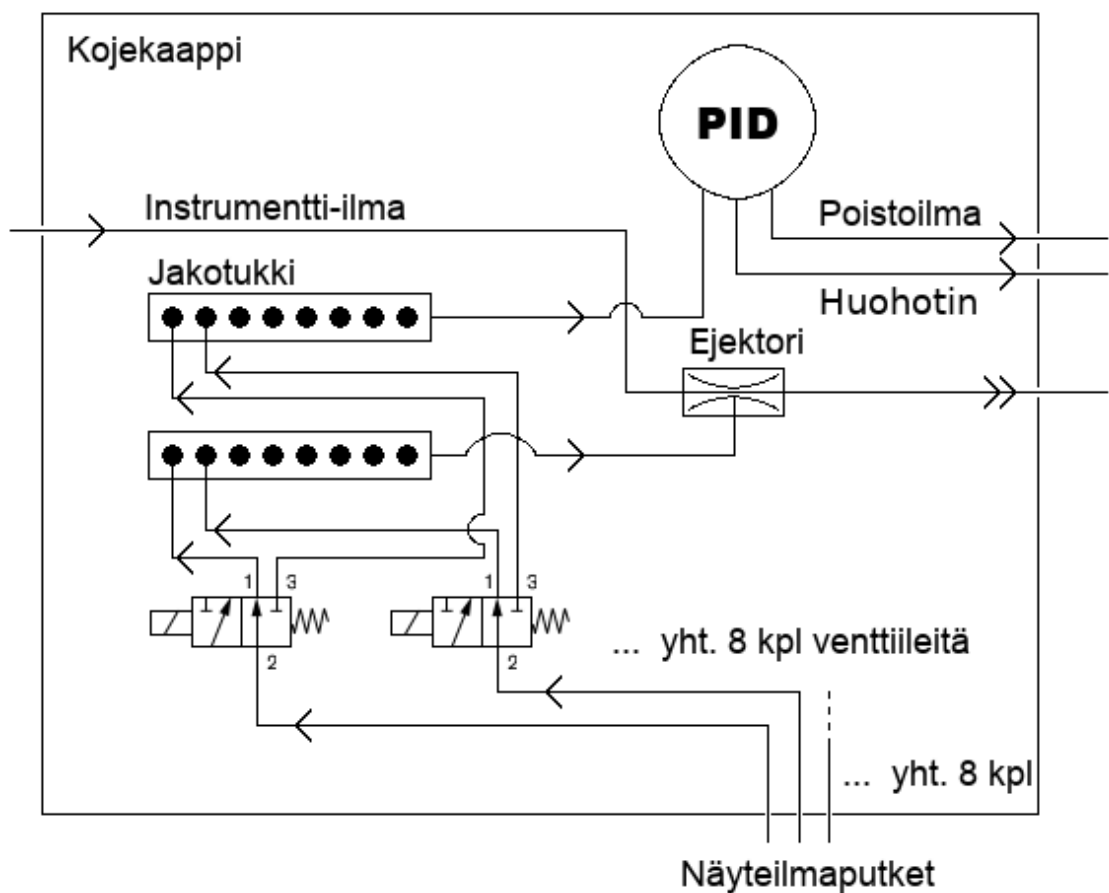 Kojekaappi
PID
Instrumentti-ilma
Poistoilma
Jakotukki
Huohotin
Ejektori
1 3
1 3
2
2
... yht. 8 kpl venttiileitä
... yht. 8 kpl
Näyteilmaputket